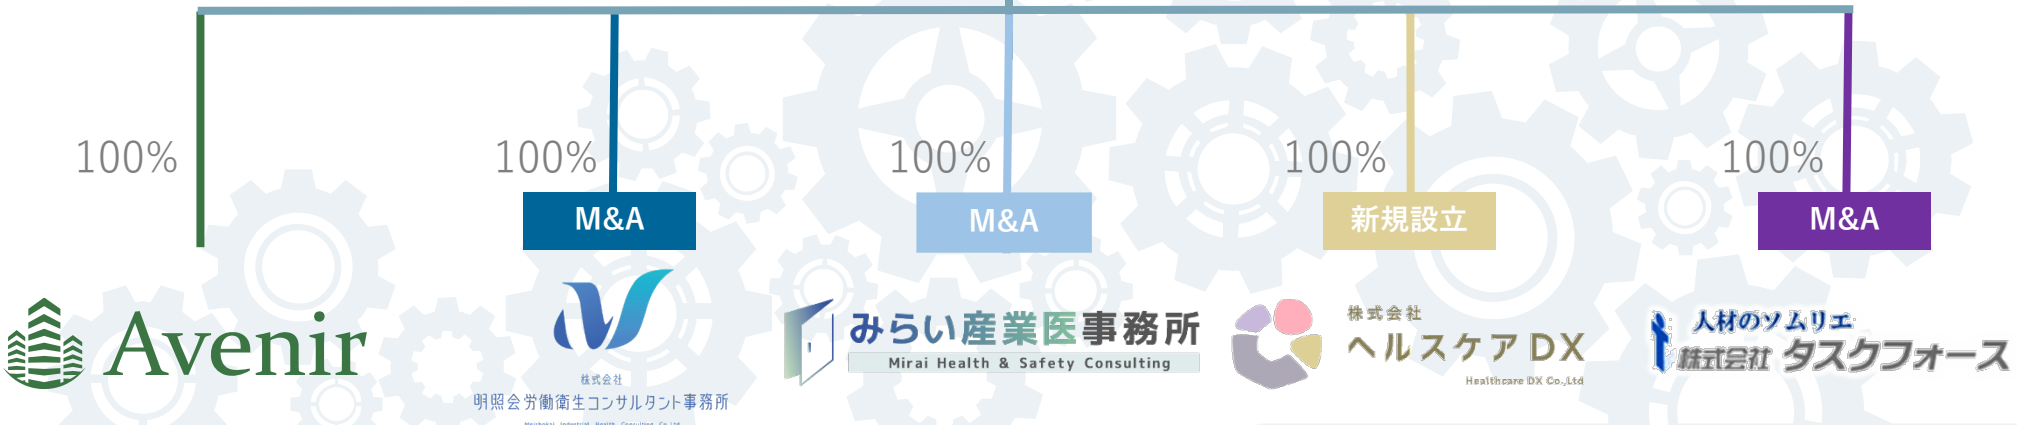 100%
100%
100%
100%
100%
M&A
M&A
新規設立
M&A
Avenir
株式会社
明照会労働衛生コンサルタント事務所
みらい産業医事務所
Mirai Health & Safety Consulting
株式会社
ヘルスケアDX
Healthcare DX Co.,Ltd
人材のソムリエ
株式会社 タスクフォース